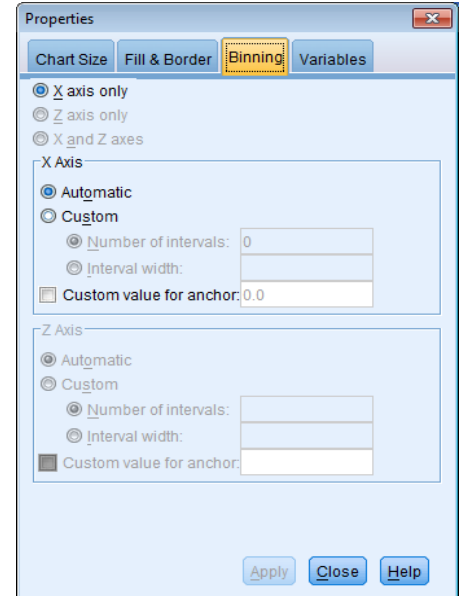 Properties
Chart Size Fill & Border Binning Variables
X axis only
Z axis only
X and Z axes
X Axis
Automatic
Custom
Number of intervals: 0
Interval width:
Custom value for anchor: 0.0
Z Axis
Automatic
Custom
Number of intervals:
Interval width:
Custom value for anchor:
Apply Close Help